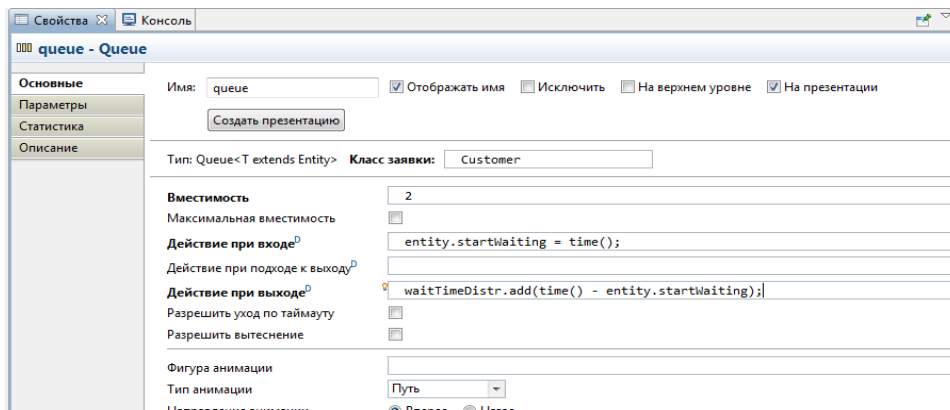 Свойства Консоль
queue - Queue
Основные
Параметры
Статистика
Описание
Имя: queue Отображать имя Исключить На верхнем уровне На презентации
Создать презентацию
Тип: Queue<T extends Entity> Класс заявки: Customer
Вместимость 2
Максимальная вместимость
Действие при входеD entity.startWaiting = time();
Действие при подходе к выходуD
Действие при выходеD waitTimeDistr.add(time() - entity.startWaiting);
Разрешить уход по таймауту
Разрешить вытеснение
Фигура анимации
Тип анимации Путь